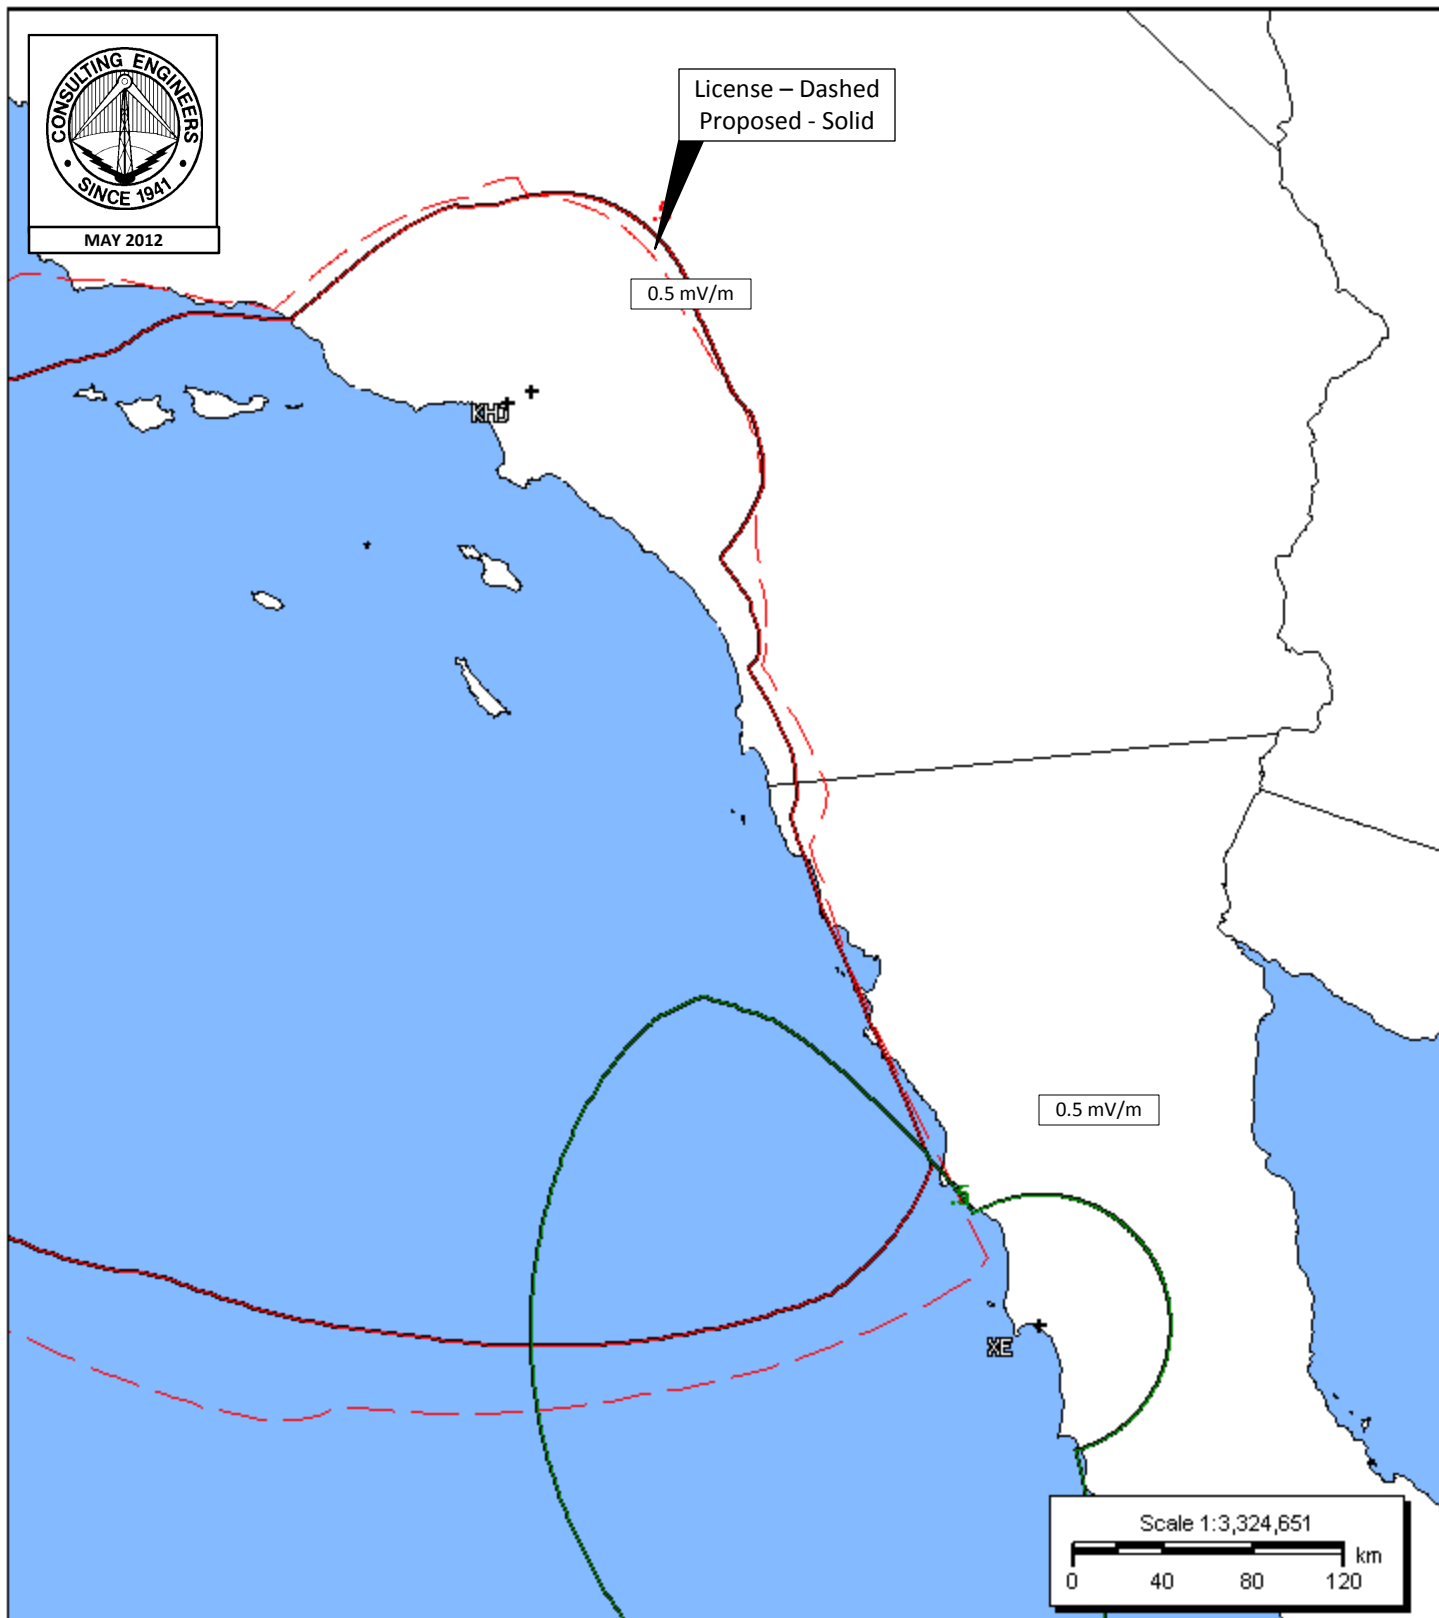 CONSULTING ENGINEERS
SINCE 1941
MAY 2012
License – Dashed
Proposed - Solid
0.5 mV/m
KHJ
0.5 mV/m
XE
Scale 1:3,324,651
km
0 40 80 120